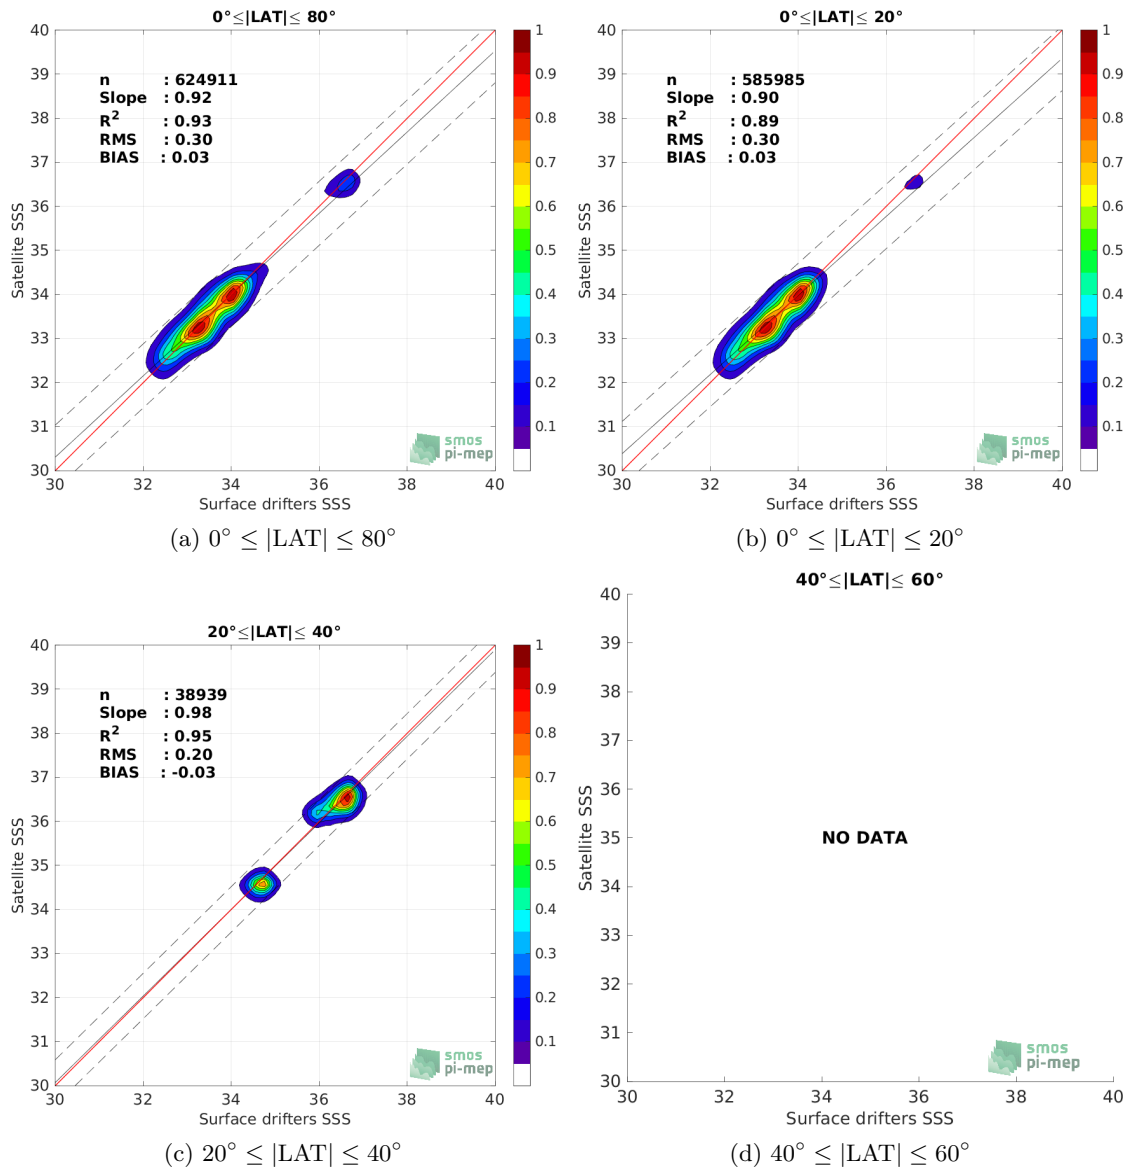 0°≤|LAT|≤ 80°
40
39
38
37
36
35
34
33
32
31
30
Satellite SSS
n : 624911
Slope : 0.92
R2 : 0.93
RMS : 0.30
BIAS : 0.03
1
0.9
0.8
0.7
0.6
0.5
0.4
0.3
0.2
0.1
smos
pi-mep
30 32 34 36 38 40
Surface drifters SSS
(a) 0° ≤ |LAT| ≤ 80°
0°≤|LAT|≤ 20°
40
39
38
37
36
35
34
33
32
31
30
Satellite SSS
n : 585985
Slope : 0.90
R2 : 0.89
RMS : 0.30
BIAS : 0.03
1
0.9
0.8
0.7
0.6
0.5
0.4
0.3
0.2
0.1
smos
pi-mep
30 32 34 36 38 40
Surface drifters SSS
(b) 0° ≤ |LAT| ≤ 20°
20°≤|LAT|≤ 40°
40
39
38
37
36
35
34
33
32
31
30
Satellite SSS
n : 38939
Slope : 0.98
R2 : 0.95
RMS : 0.20
BIAS : -0.03
1
0.9
0.8
0.7
0.6
0.5
0.4
0.3
0.2
0.1
smos
pi-mep
30 32 34 36 38 40
Surface drifters SSS
(c) 20° ≤ |LAT| ≤ 40°
40°≤|LAT|≤ 60°
40
39
38
37
36
35
34
33
32
31
30
Satellite SSS
NO DATA
smos
pi-mep
30 32 34 36 38 40
Surface drifters SSS
(d) 40° ≤ |LAT| ≤ 60°